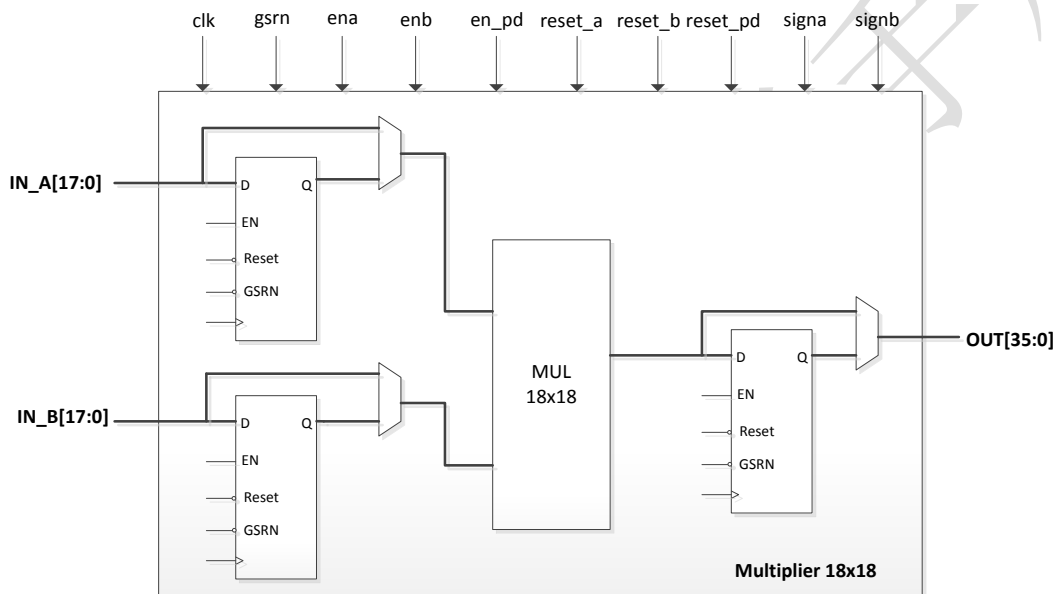 clk gsrn ena enb en_pd reset_a reset_b reset_pd signa signb
IN_A[17:0]
D Q
EN
Reset
GSRN
MUL
18x18
D Q
EN
Reset
GSRN
OUT[35:0]
IN_B[17:0]
D Q
EN
Reset
GSRN
Multiplier 18x18